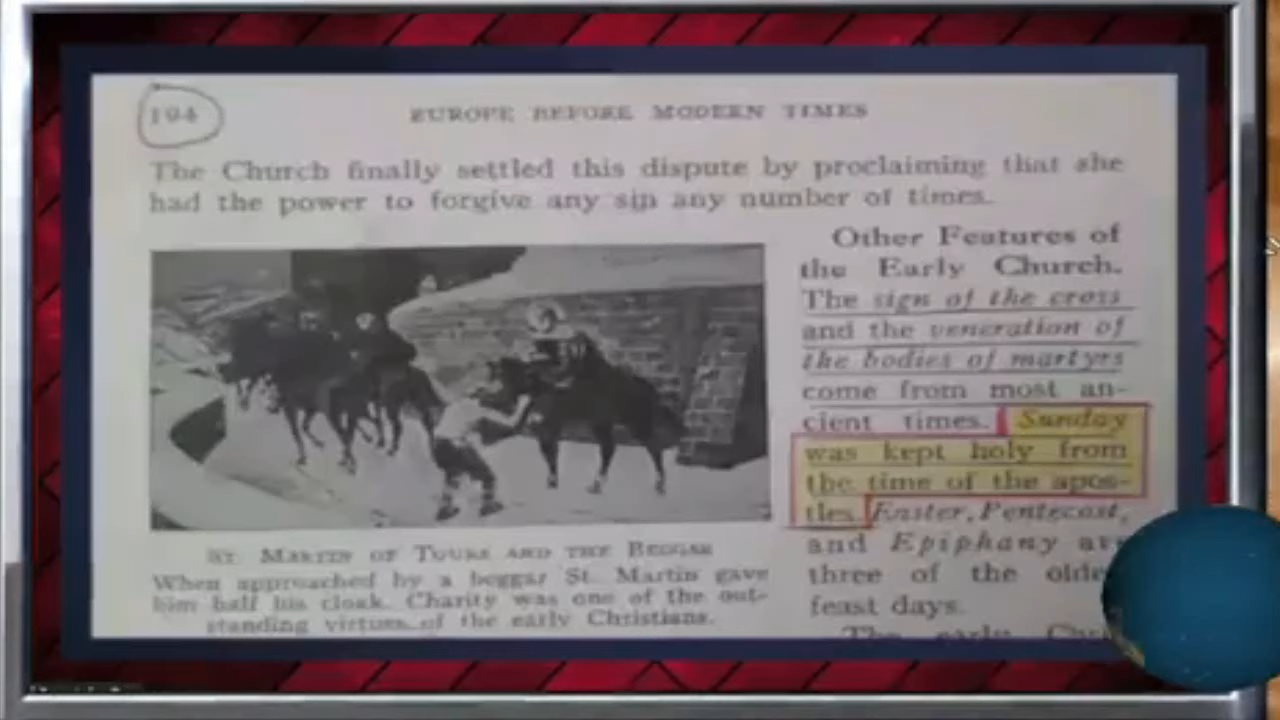 194
EUROPE BEFORE MODERN TIMES
The Church finally settled this dispute by proclaiming that she
had the power to forgive any sin any number of times.
Other Features of
the Early Church.
The sign of the cross
and the veneration of
the bodies of martyrs
come from most an-
cient times. Sunday
was kept holy from
the time of the apos-
tles. Easter, Pentecost,
and Epiphany are
three of the oldes
feast days.
The early Chri
ST. MARTIN OF TOURS AND THE BEGGAR
When approached by a beggar St. Martin gave
him half his cloak. Charity was one of the out-
standing virtues of the early Christians.